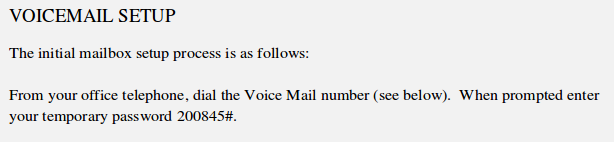 VOICEMAIL SETUP
The initial mailbox setup process is as follows:
From your office telephone, dial the Voice Mail number (see below).  When prompted enter
your temporary password 200845#.